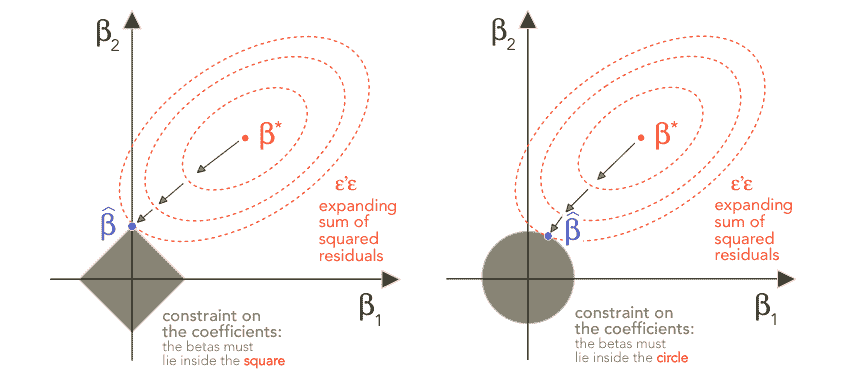 β₂
β*
ε'ε
expanding
sum of
squared
residuals
β̂
β₁
constraint on
the coefficients:
the betas must
lie inside the square
β₂
β*
ε'ε
expanding
sum of
squared
residuals
β̂
β₁
constraint on
the coefficients:
the betas must
lie inside the circle